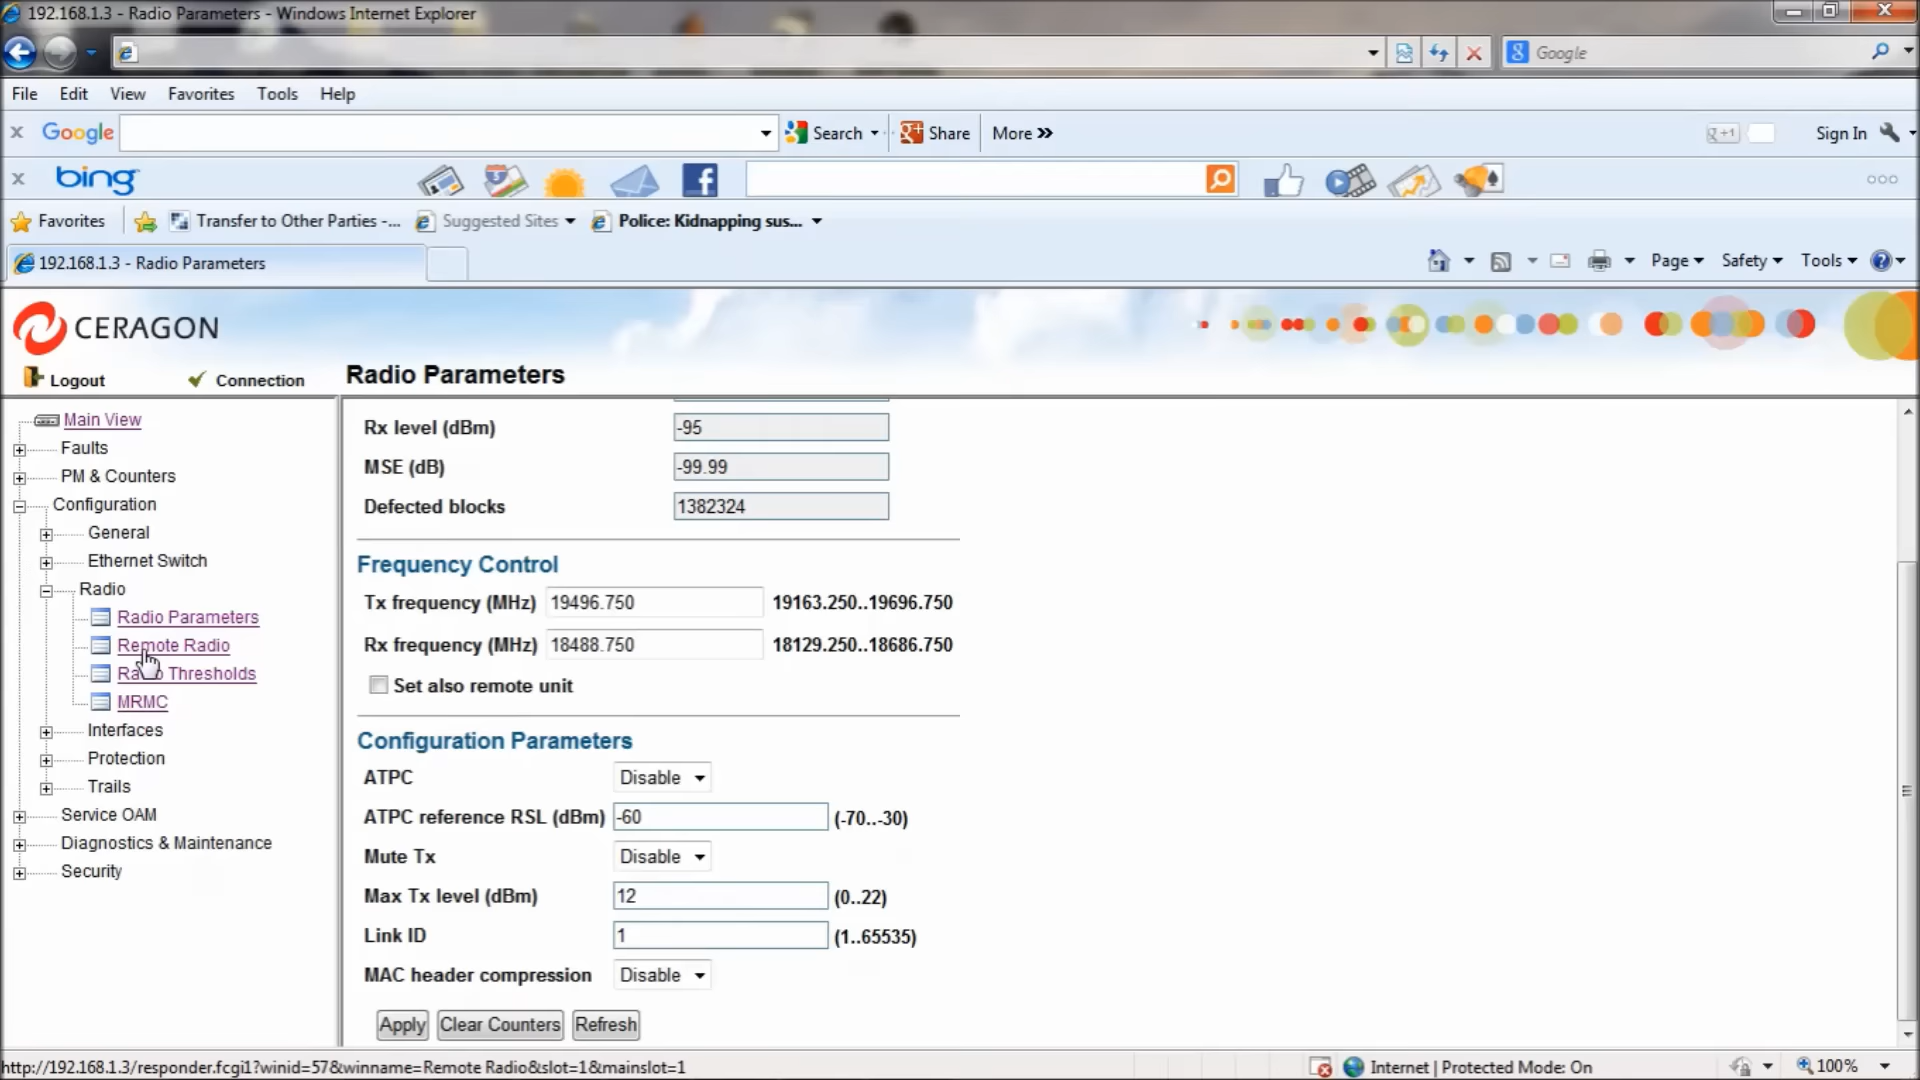 192.168.1.3 - Radio Parameters - Windows Internet Explorer
Google
File Edit View Favorites Tools Help
x Google Search Share More » g+1 Sign In
x bing
Favorites Transfer to Other Parties -... Suggested Sites Police: Kidnapping sus...
192.168.1.3 - Radio Parameters Page Safety Tools
CERAGON
Logout Connection Radio Parameters
Main View
Faults
PM & Counters
Configuration
General
Ethernet Switch
Radio
Radio Parameters
Remote Radio
Radio Thresholds
MRMC
Interfaces
Protection
Trails
Service OAM
Diagnostics & Maintenance
Security
Rx level (dBm) -95
MSE (dB) -99.99
Defected blocks 1382324
Frequency Control
Tx frequency (MHz) 19496.750 19163.250..19696.750
Rx frequency (MHz) 18488.750 18129.250..18686.750
Set also remote unit
Configuration Parameters
ATPC Disable
ATPC reference RSL (dBm) -60 (-70..-30)
Mute Tx Disable
Max Tx level (dBm) 12 (0..22)
Link ID 1 (1..65535)
MAC header compression Disable
Apply Clear Counters Refresh
http://192.168.1.3/responder.fcgi1?winid=57&winname=Remote Radio&slot=1&mainslot=1 Internet | Protected Mode: On 100%